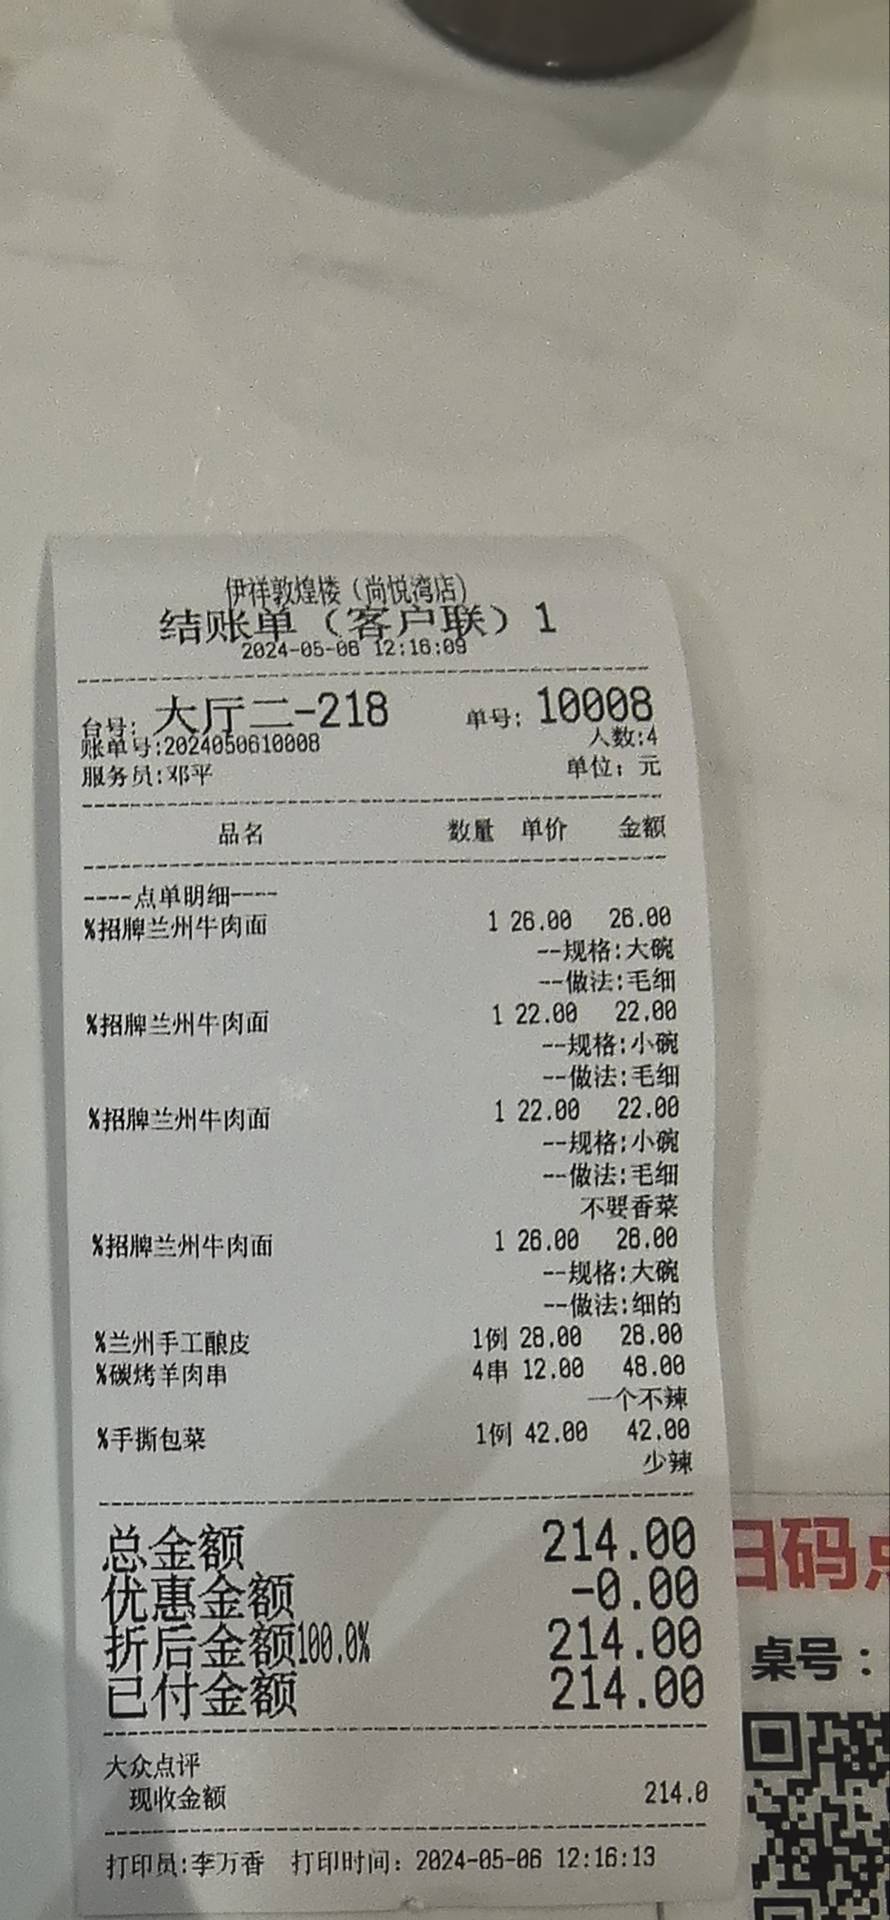 伊祥敦煌楼（尚悦湾店）
结账单（客户联）1
2024-05-06 12:16:09
台号: 大厅二-218 单号: 10008
账单号:2024050610008 人数:4
服务员:邓平 单位：元
品名 数量 单价 金额
----点单明细----
%招牌兰州牛肉面 1 26.00 26.00
--规格:大碗
--做法:毛细
%招牌兰州牛肉面 1 22.00 22.00
--规格:小碗
--做法:毛细
%招牌兰州牛肉面 1 22.00 22.00
--规格:小碗
--做法:毛细
不要香菜
%招牌兰州牛肉面 1 26.00 26.00
--规格:大碗
--做法:细的
%兰州手工酿皮 1例 28.00 28.00
%碳烤羊肉串 4串 12.00 48.00
一个不辣
%手撕包菜 1例 42.00 42.00
少辣
总金额 214.00
优惠金额 -0.00
折后金额100.0% 214.00
已付金额 214.00
大众点评
现收金额 214.0
打印员:李万香 打印时间：2024-05-06 12:16:13
扫码点
桌号：